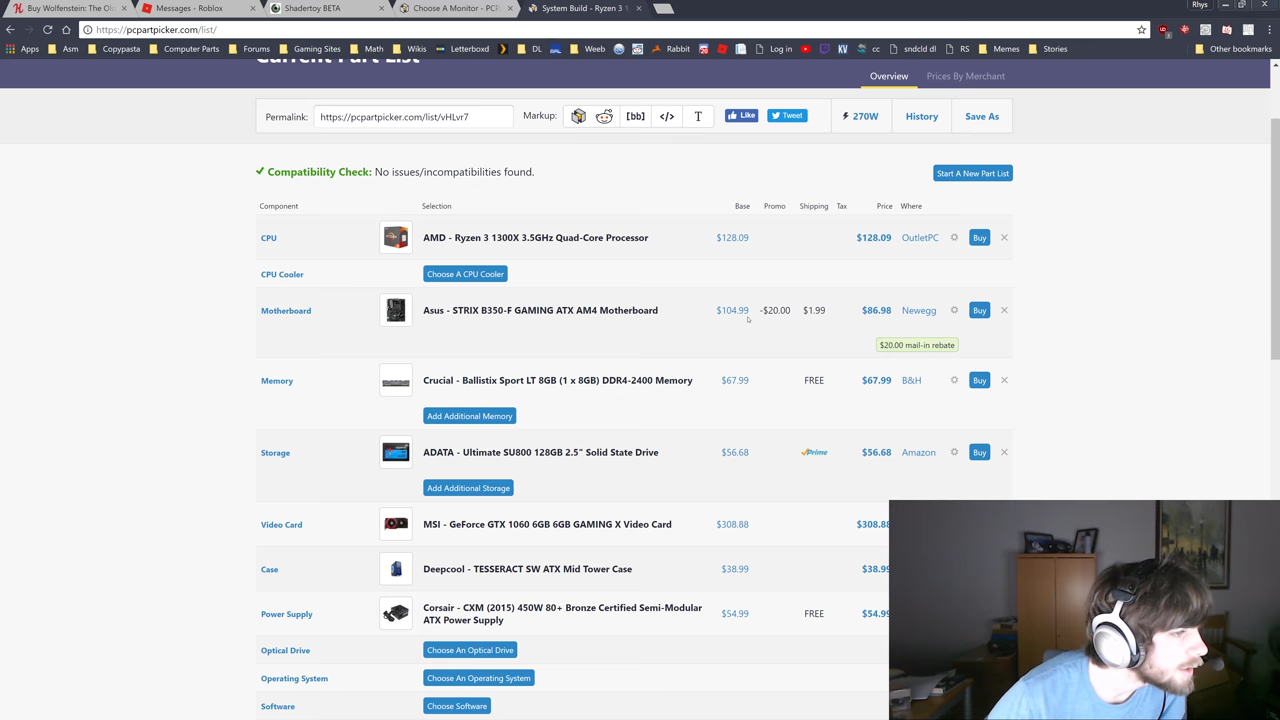 Buy Wolfenstein: The Ol
Messages - Roblox
Shadertoy BETA
Choose A Monitor - PCP
System Build - Ryzen 3 1
Rhys
https://pcpartpicker.com/list/
Apps Asm Copypasta Computer Parts Forums Gaming Sites Math Wikis Letterboxd DL Weeb Rabbit Log in KV cc sndcld dl RS Memes Stories Other bookmarks
Current Part List
Overview Prices By Merchant
Permalink: https://pcpartpicker.com/list/vHLvr7 Markup: [bb] </> T Like Tweet 270W History Save As
Compatibility Check: No issues/incompatibilities found. Start A New Part List
Component Selection Base Promo Shipping Tax Price Where
CPU AMD - Ryzen 3 1300X 3.5GHz Quad-Core Processor $128.09 $128.09 OutletPC Buy
CPU Cooler Choose A CPU Cooler
Motherboard Asus - STRIX B350-F GAMING ATX AM4 Motherboard $104.99 -$20.00 $1.99 $86.98 Newegg Buy
$20.00 mail-in rebate
Memory Crucial - Ballistix Sport LT 8GB (1 x 8GB) DDR4-2400 Memory $67.99 FREE $67.99 B&H Buy
Add Additional Memory
Storage ADATA - Ultimate SU800 128GB 2.5" Solid State Drive $56.68 Prime $56.68 Amazon Buy
Add Additional Storage
Video Card MSI - GeForce GTX 1060 6GB 6GB GAMING X Video Card $308.88 $308.88
Case Deepcool - TESSERACT SW ATX Mid Tower Case $38.99 $38.99
Power Supply Corsair - CXM (2015) 450W 80+ Bronze Certified Semi-Modular
ATX Power Supply $54.99 FREE $54.99
Optical Drive Choose An Optical Drive
Operating System Choose An Operating System
Software Choose Software